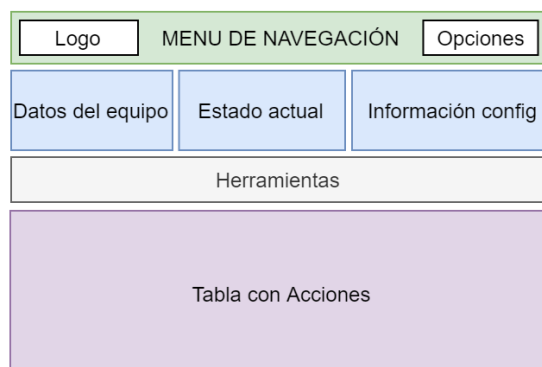 Logo MENU DE NAVEGACIÓN Opciones
Datos del equipo Estado actual Información config
Herramientas
Tabla con Acciones